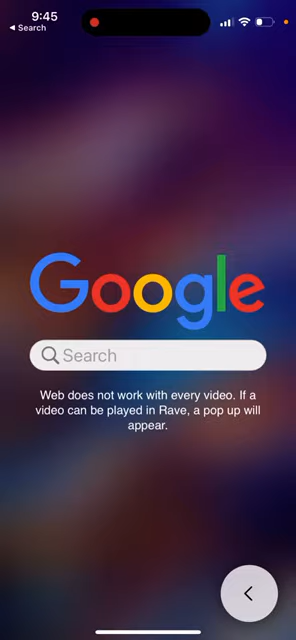 9:45
Search
Google
Search
Web does not work with every video. If a
video can be played in Rave, a pop up will
appear.